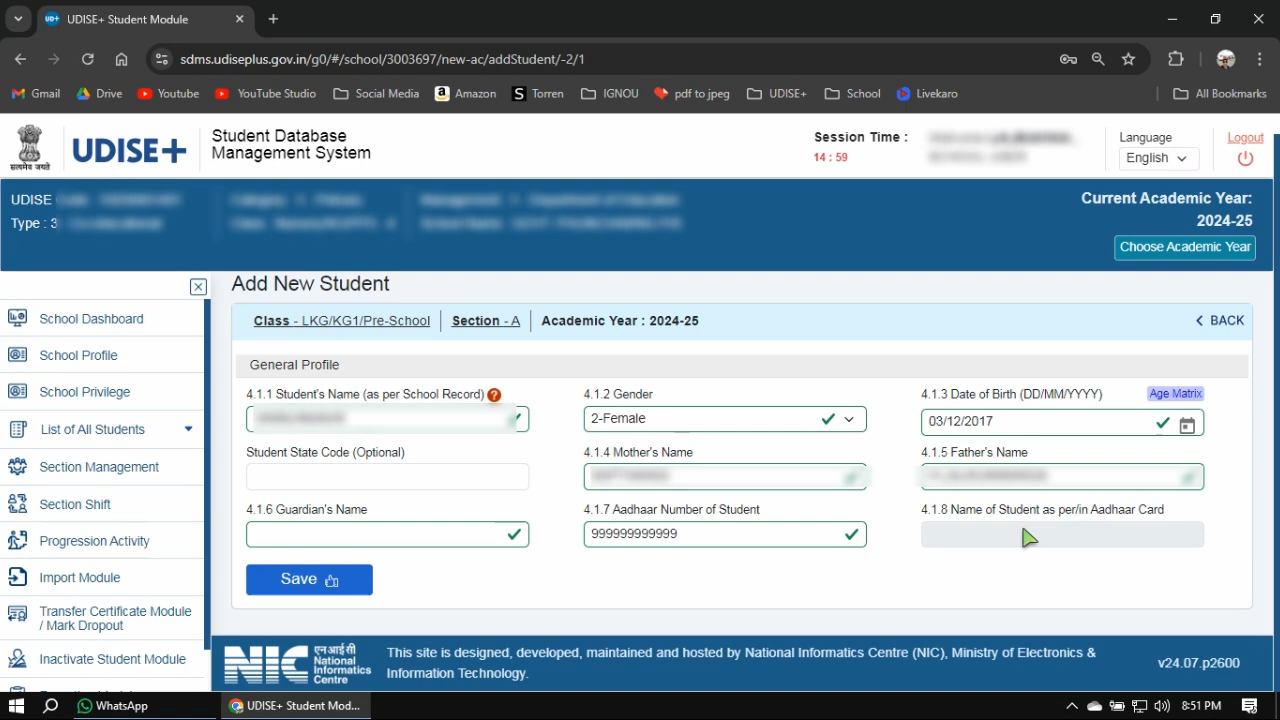 UDISE+ Student Module
sdms.udiseplus.gov.in/g0/#/school/3003697/new-ac/addStudent/-2/1
Gmail Drive Youtube YouTube Studio Social Media Amazon Torren IGNOU pdf to jpeg UDISE+ School Livekaro All Bookmarks
सत्यमेव जयते
UDISE+
Student Database
Management System
Session Time :
14 : 59
Language
English
Logout
UDISE
Type : 3
Current Academic Year:
2024-25
Choose Academic Year
School Dashboard
School Profile
School Privilege
List of All Students
Section Management
Section Shift
Progression Activity
Import Module
Transfer Certificate Module
/ Mark Dropout
Inactivate Student Module
Add New Student
Class - LKG/KG1/Pre-School Section - A Academic Year : 2024-25 BACK
General Profile
4.1.1 Student's Name (as per School Record) ?
4.1.2 Gender
2-Female
4.1.3 Date of Birth (DD/MM/YYYY) Age Matrix
03/12/2017
Student State Code (Optional)
4.1.4 Mother's Name
4.1.5 Father's Name
4.1.6 Guardian's Name
4.1.7 Aadhaar Number of Student
999999999999
4.1.8 Name of Student as per/in Aadhaar Card
Save
NIC
एनआईसी
National
Informatics
Centre
This site is designed, developed, maintained and hosted by National Informatics Centre (NIC), Ministry of Electronics &
Information Technology.
v24.07.p2600
WhatsApp
UDISE+ Student Mod...
8:51 PM